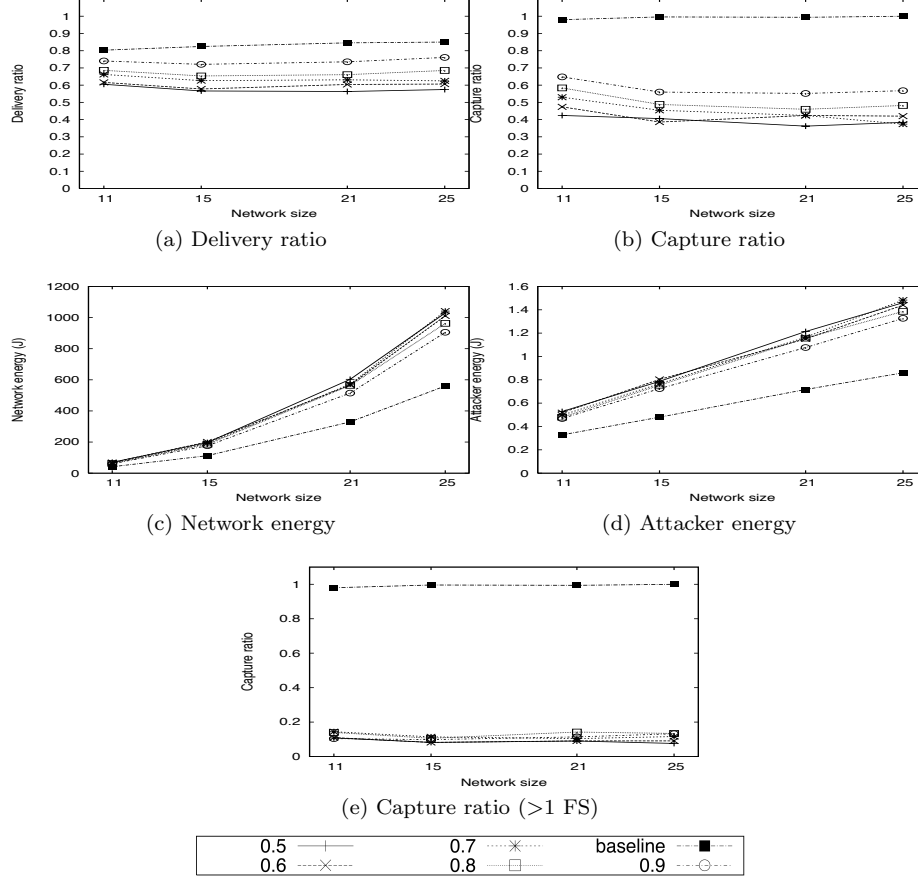 1
0.9
0.8
0.7
0.6
0.5
0.4
0.3
0.2
0.1
0
Delivery ratio
11 15 21 25
Network size
(a) Delivery ratio
1
0.9
0.8
0.7
0.6
0.5
0.4
0.3
0.2
0.1
0
Capture ratio
11 15 21 25
Network size
(b) Capture ratio
1200
1000
800
600
400
200
0
Network energy (J)
11 15 21 25
Network size
(c) Network energy
1.6
1.4
1.2
1
0.8
0.6
0.4
0.2
0
Attacker energy (J)
11 15 21 25
Network size
(d) Attacker energy
1
0.8
0.6
0.4
0.2
0
Capture ratio
11 15 21 25
Network size
(e) Capture ratio (>1 FS)
0.5 0.7 baseline
0.6 0.8 0.9